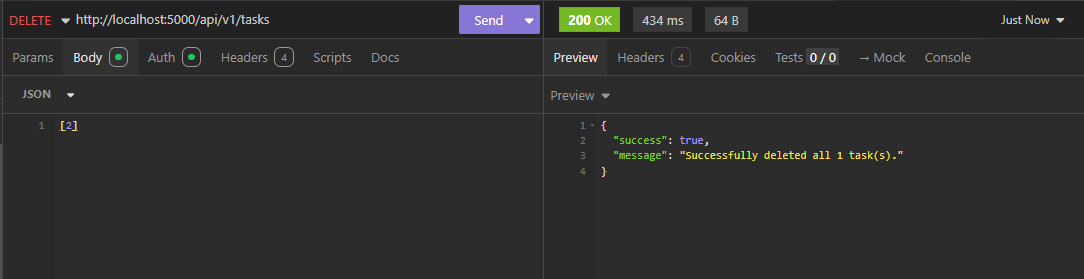 DELETE http://localhost:5000/api/v1/tasks Send 200 OK 434 ms 64 B Just Now
Params Body Auth Headers 4 Scripts Docs Preview Headers 4 Cookies Tests 0 / 0 → Mock Console
JSON Preview
1 [2] 1 {
2 "success": true,
3 "message": "Successfully deleted all 1 task(s)."
4 }